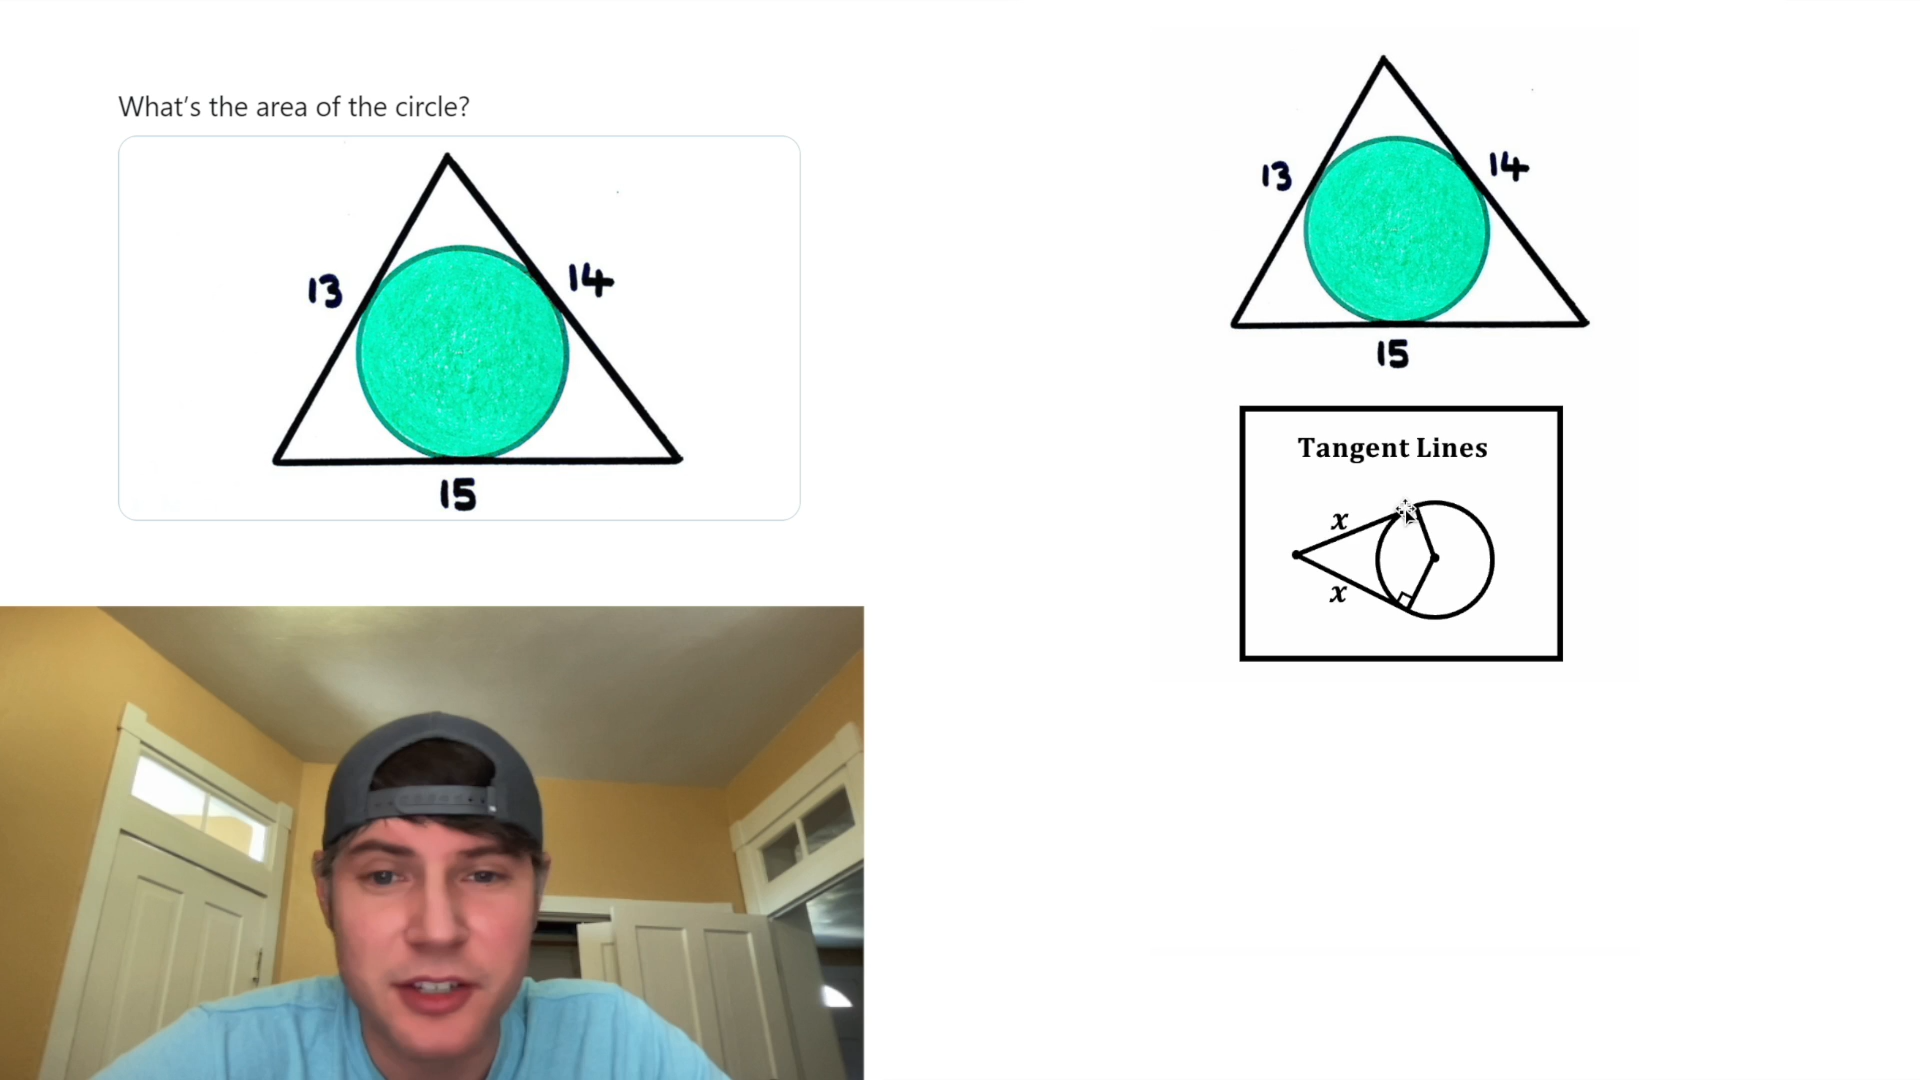 What's the area of the circle?
13
14
15
13
14
15
Tangent Lines
x
x